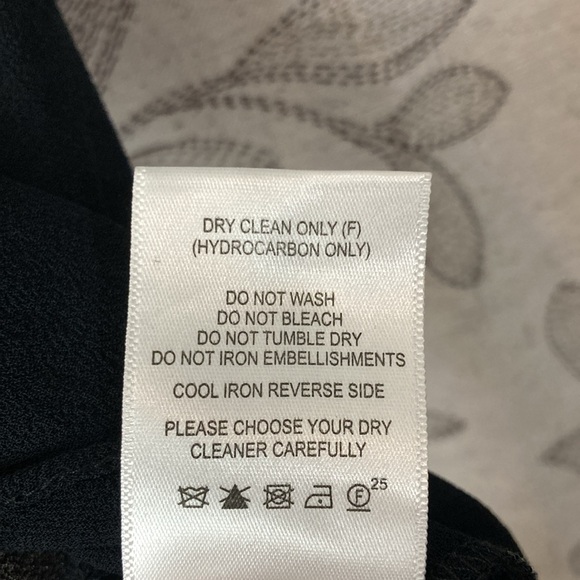 DRY CLEAN ONLY (F)
(HYDROCARBON ONLY)
DO NOT WASH
DO NOT BLEACH
DO NOT TUMBLE DRY
DO NOT IRON EMBELLISHMENTS
COOL IRON REVERSE SIDE
PLEASE CHOOSE YOUR DRY
CLEANER CAREFULLY
F 25